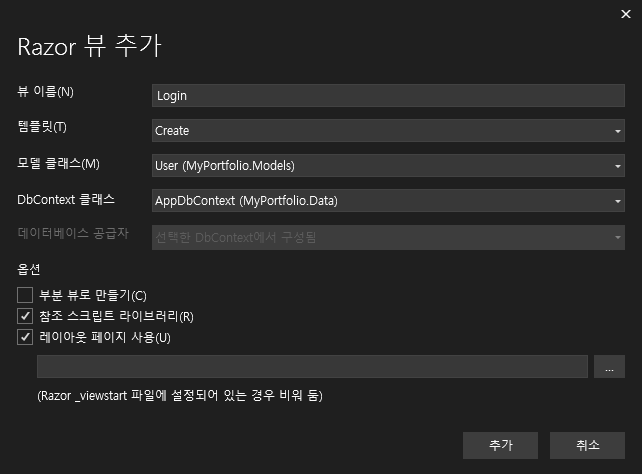 Razor 뷰 추가
뷰 이름(N)
Login
템플릿(T)
Create
모델 클래스(M)
User (MyPortfolio.Models)
DbContext 클래스
AppDbContext (MyPortfolio.Data)
데이터베이스 공급자
선택한 DbContext에서 구성됨
옵션
부분 뷰로 만들기(C)
참조 스크립트 라이브러리(R)
레이아웃 페이지 사용(U)
...
(Razor _viewstart 파일에 설정되어 있는 경우 비워 둠)
추가
취소